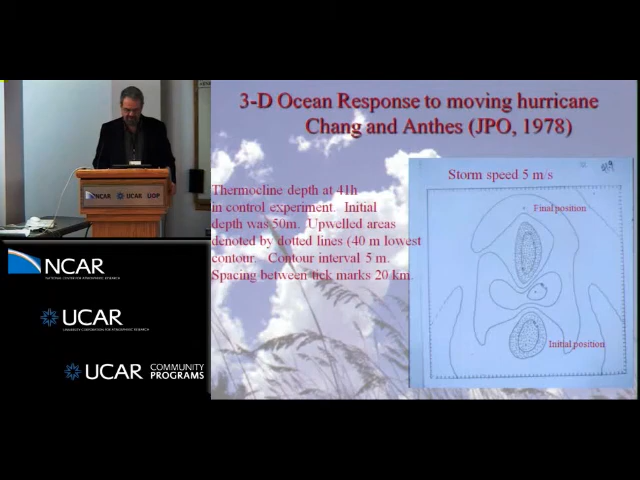 3-D Ocean Response to moving hurricane
Chang and Anthes (JPO, 1978)
Storm speed 5 m/s
Thermocline depth at 41h
in control experiment. Initial
depth was 50m. Upwelled areas
denoted by dotted lines (40 m lowest
contour. Contour interval 5 m.
Spacing between tick marks 20 km.
Final position
Initial position
NCAR UCAR UOP
NCAR
NATIONAL CENTER FOR ATMOSPHERIC RESEARCH
UCAR
UNIVERSITY CORPORATION FOR ATMOSPHERIC RESEARCH
UCAR COMMUNITY
PROGRAMS